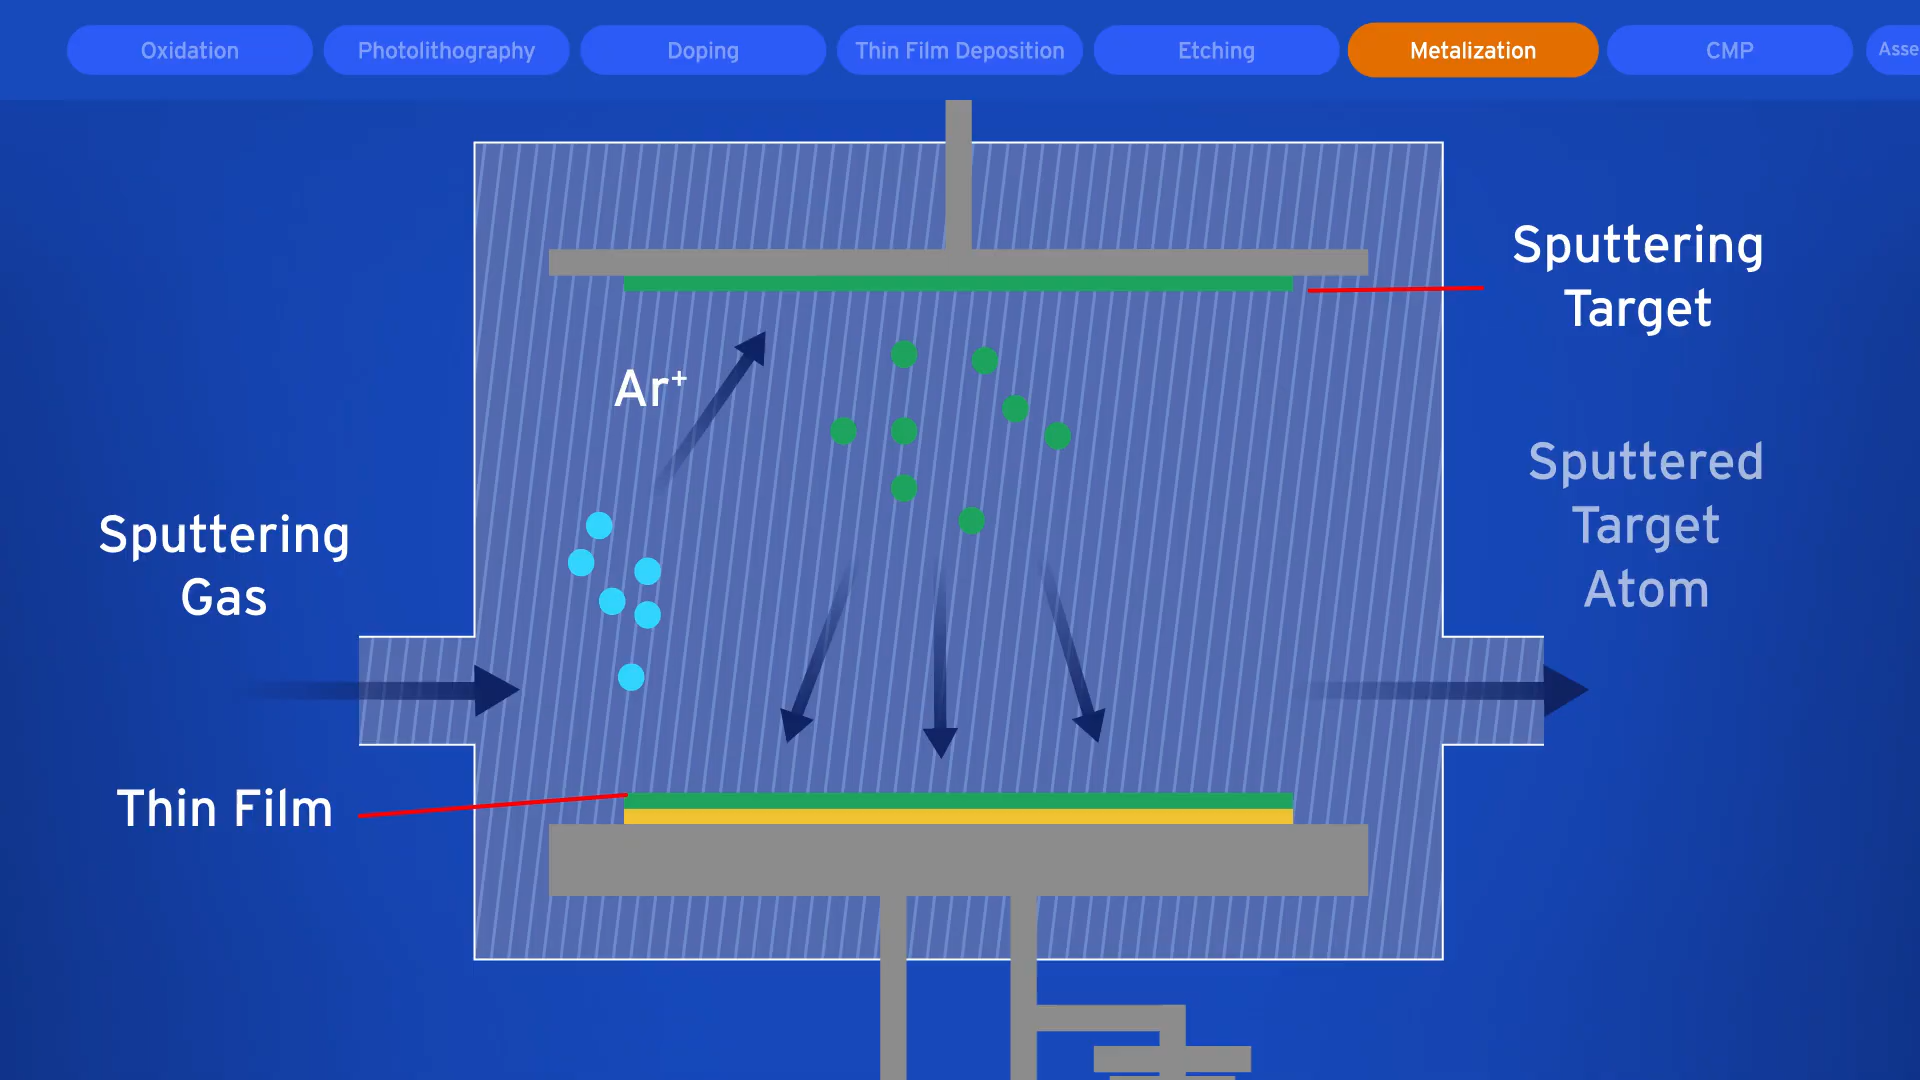 Oxidation
Photolithography
Doping
Thin Film Deposition
Etching
Metalization
CMP
Asse
Sputtering
Target
Ar⁺
Sputtered
Target
Atom
Sputtering
Gas
Thin Film